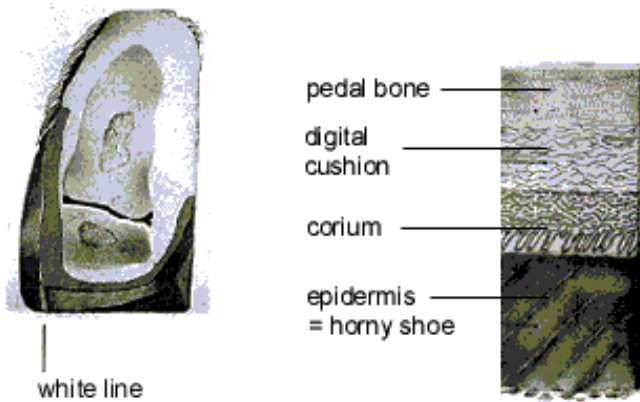 pedal bone
digital
cushion
corium
epidermis
= horny shoe
white line